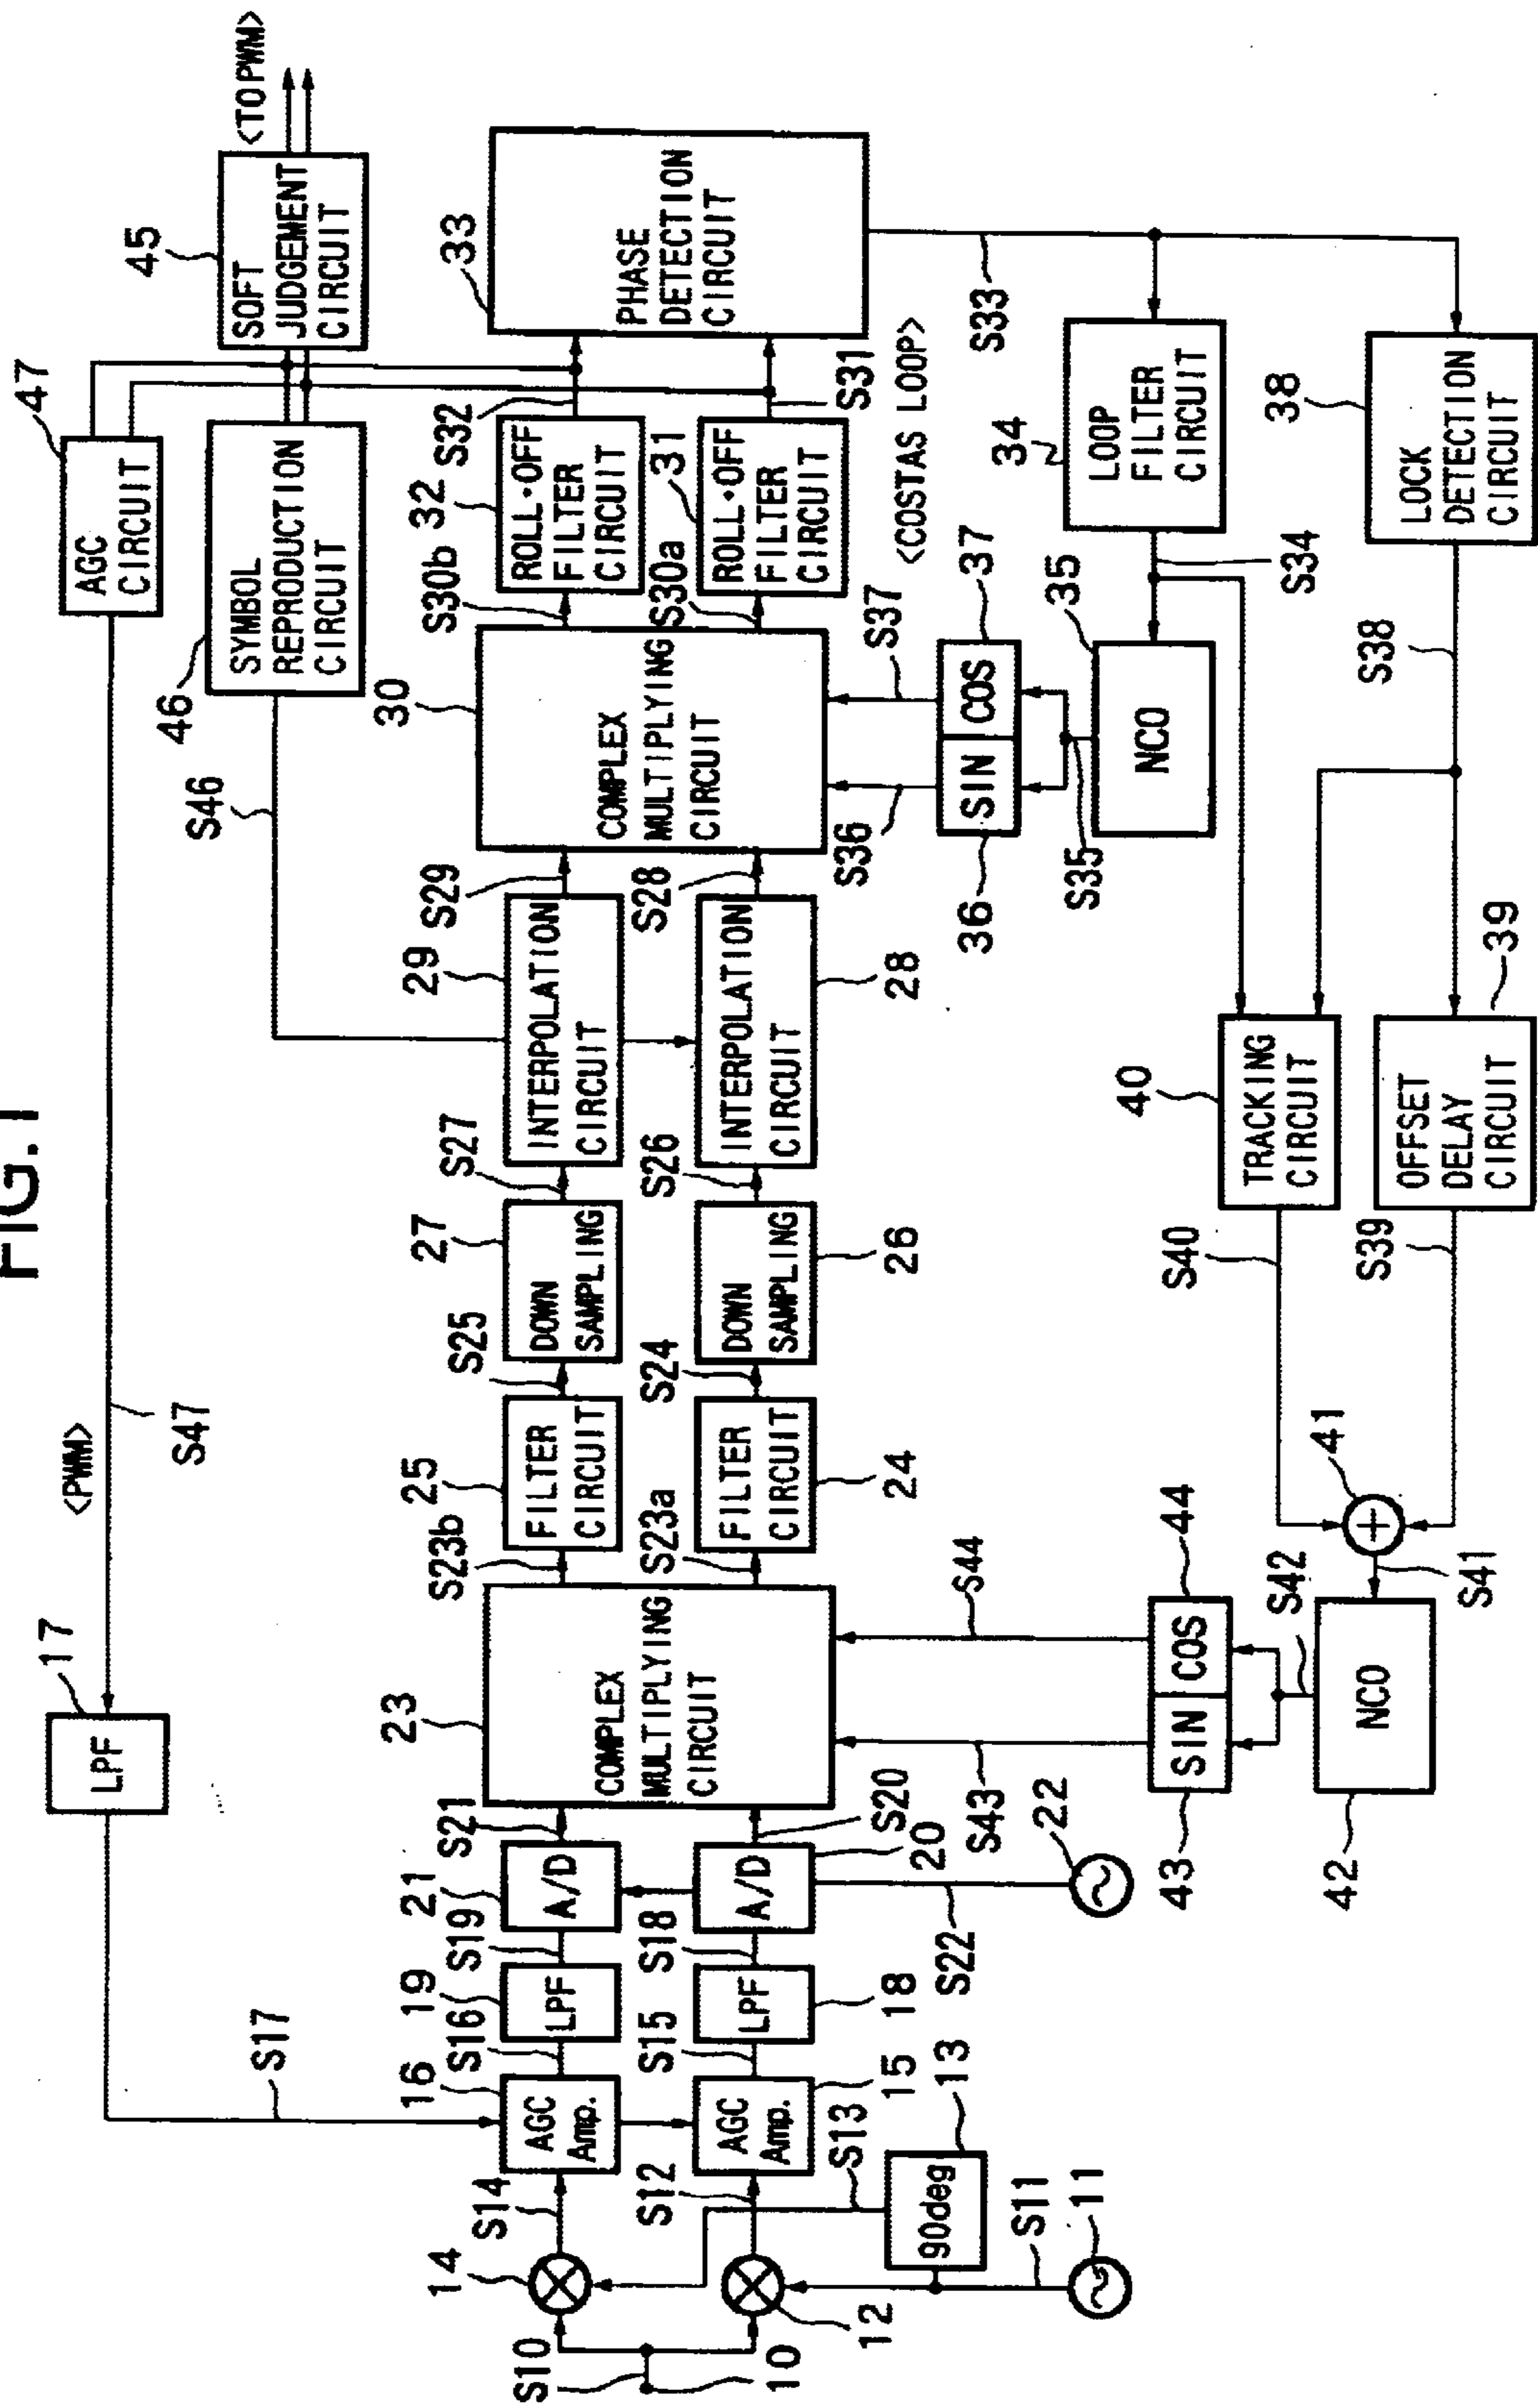 FIG.1
<PWM>
<TO PWM>
S17
17
LPF
S47
47
AGC
CIRCUIT
45
SOFT
JUDGEMENT
CIRCUIT
46
SYMBOL
REPRODUCTION
CIRCUIT
S46
S10
10
14
S14
16
AGC
Amp.
S16
19
LPF
S19
21
A/D
S21
23
COMPLEX
MULTIPLYING
CIRCUIT
S23b
25
FILTER
CIRCUIT
S25
27
DOWN
SAMPLING
S27
29
INTERPOLATION
CIRCUIT
S29
30
COMPLEX
MULTIPLYING
CIRCUIT
S30b
32
ROLL·OFF
FILTER
CIRCUIT
S32
33
PHASE
DETECTION
CIRCUIT
12
S12
AGC
Amp.
15
S15
LPF
18
S18
A/D
20
S20
S23a
FILTER
CIRCUIT
24
S24
DOWN
SAMPLING
26
S26
INTERPOLATION
CIRCUIT
28
S28
S30a
31
ROLL·OFF
FILTER
CIRCUIT
S31
<COSTAS LOOP>
S13
13
90deg
S11
11
S22
22
S43
S44
43
SIN
COS
44
S42
42
NCO
S41
41
S40
40
TRACKING
CIRCUIT
S39
39
OFFSET
DELAY
CIRCUIT
S36
S37
36
SIN
COS
37
S35
35
NCO
S34
34
LOOP
FILTER
CIRCUIT
S33
S38
38
LOCK
DETECTION
CIRCUIT